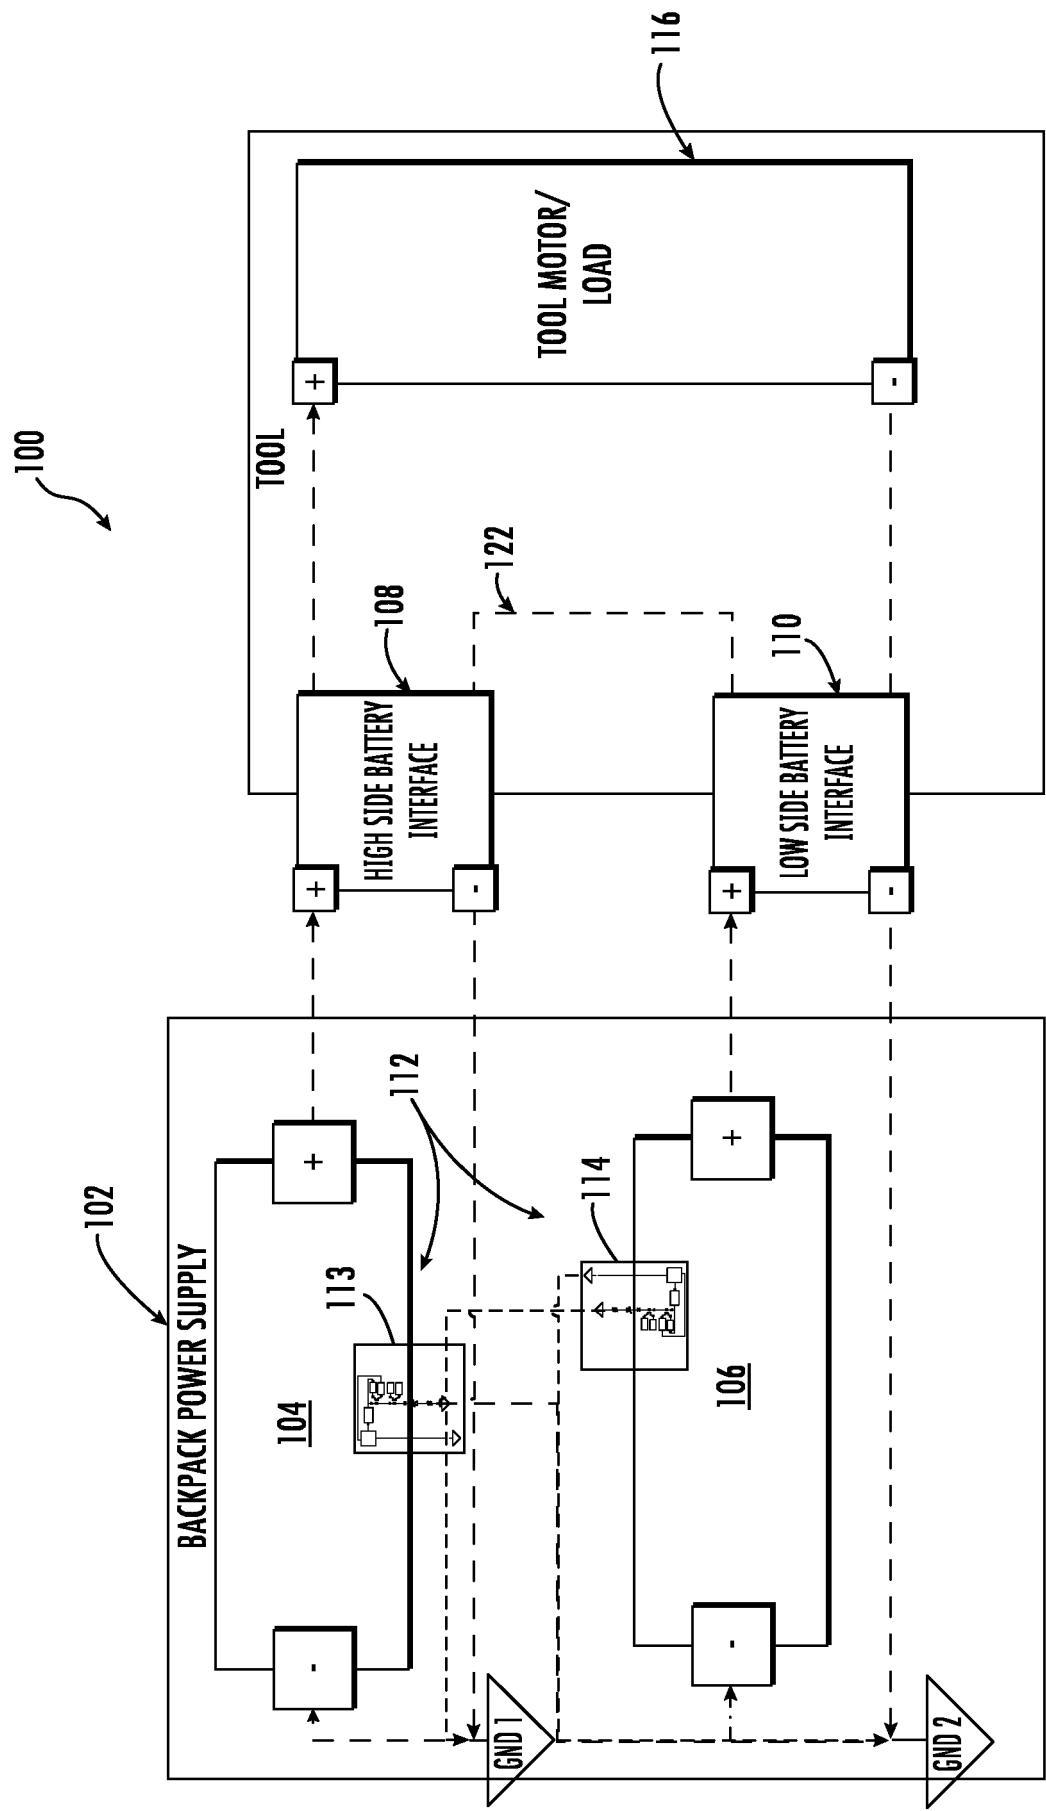 100
102
BACKPACK POWER SUPPLY
104
+
-
113
112
114
106
+
-
GND 1
GND 2
+
-
HIGH SIDE BATTERY
INTERFACE
108
+
-
LOW SIDE BATTERY
INTERFACE
110
122
TOOL
+
-
TOOL MOTOR/
LOAD
116